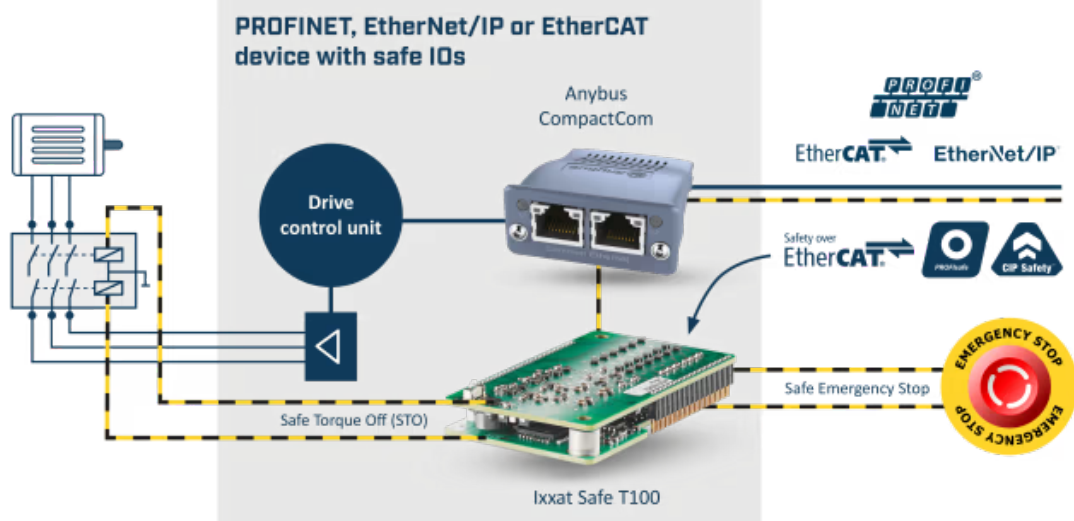 PROFINET, EtherNet/IP or EtherCAT
device with safe IOs
Anybus
CompactCom
PROFI
NET®
EtherCAT®
EtherNet/IP
Drive
control unit
Safety over
EtherCAT®
PROFIsafe
CIP Safety
EMERGENCY STOP
EMERGENCY STOP
Safe Emergency Stop
Safe Torque Off (STO)
Ixxat Safe T100